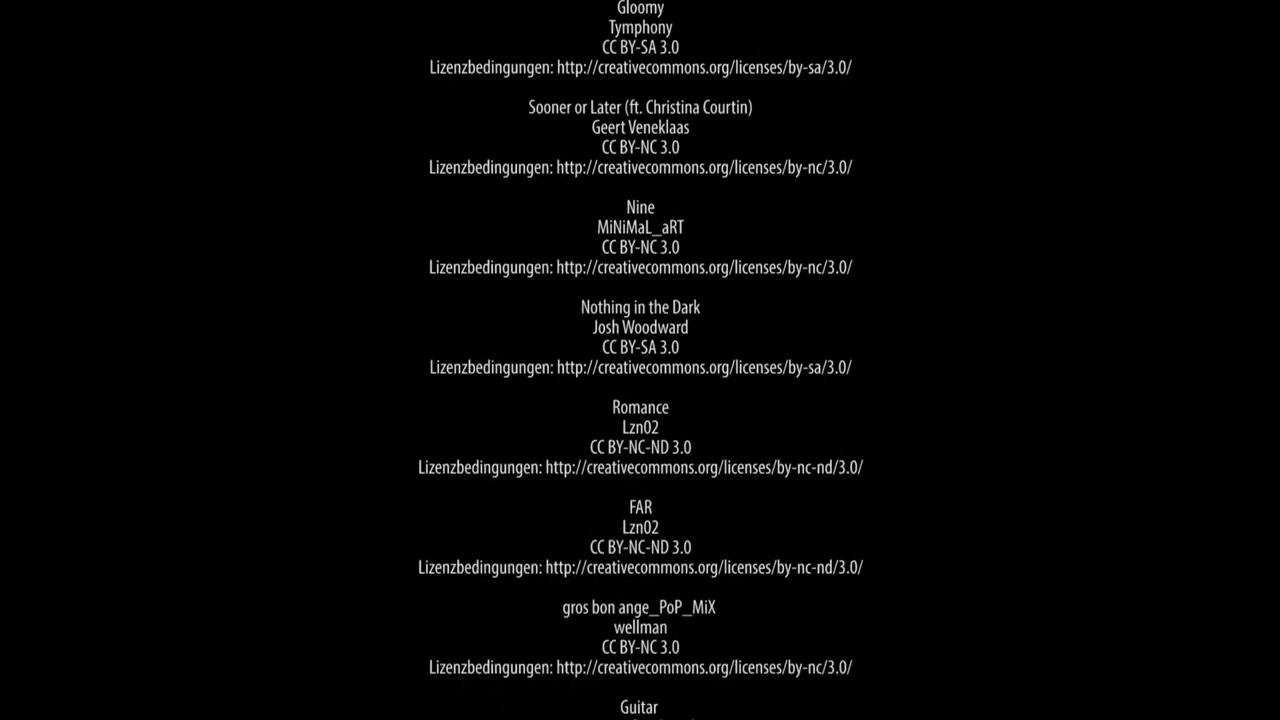 Gloomy
Tymphony
CC BY-SA 3.0
Lizenzbedingungen: http://creativecommons.org/licenses/by-sa/3.0/
Sooner or Later (ft. Christina Courtin)
Geert Veneklaas
CC BY-NC 3.0
Lizenzbedingungen: http://creativecommons.org/licenses/by-nc/3.0/
Nine
MiNiMaL_aRT
CC BY-NC 3.0
Lizenzbedingungen: http://creativecommons.org/licenses/by-nc/3.0/
Nothing in the Dark
Josh Woodward
CC BY-SA 3.0
Lizenzbedingungen: http://creativecommons.org/licenses/by-sa/3.0/
Romance
Lzn02
CC BY-NC-ND 3.0
Lizenzbedingungen: http://creativecommons.org/licenses/by-nc-nd/3.0/
FAR
Lzn02
CC BY-NC-ND 3.0
Lizenzbedingungen: http://creativecommons.org/licenses/by-nc-nd/3.0/
gros bon ange_PoP_MiX
wellman
CC BY-NC 3.0
Lizenzbedingungen: http://creativecommons.org/licenses/by-nc/3.0/
Guitar